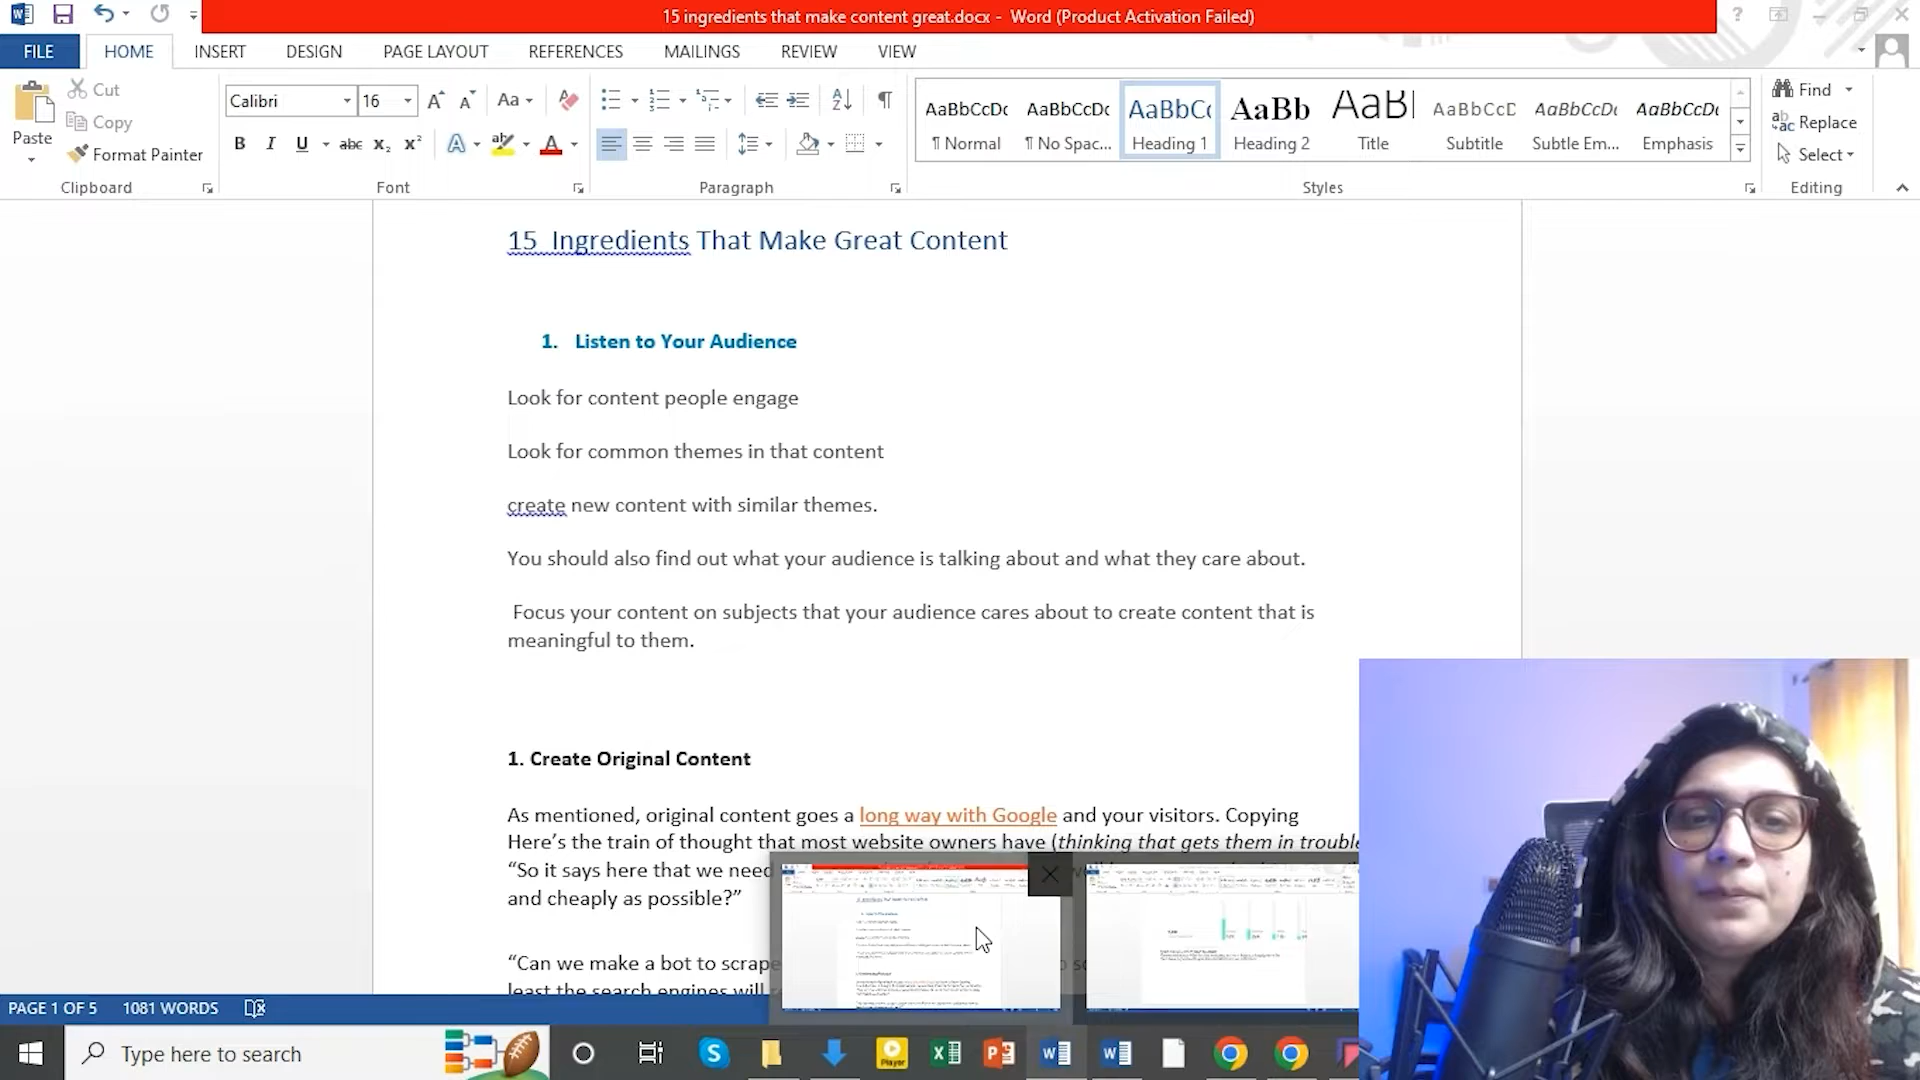 15 ingredients that make content great.docx - Word (Product Activation Failed)
FILE HOME INSERT DESIGN PAGE LAYOUT REFERENCES MAILINGS REVIEW VIEW
Paste
Cut
Copy
Format Painter
Clipboard
Calibri 16
Font
Paragraph
AaBbCcDc AaBbCcDc AaBbC AaBb AaB AaBbCcD AaBbCcDc AaBbCcDc
¶ Normal ¶ No Spac... Heading 1 Heading 2 Title Subtitle Subtle Em... Emphasis
Styles
Find
Replace
Select
Editing
15 Ingredients That Make Great Content
1. Listen to Your Audience
Look for content people engage
Look for common themes in that content
create new content with similar themes.
You should also find out what your audience is talking about and what they care about.
Focus your content on subjects that your audience cares about to create content that is
meaningful to them.
1. Create Original Content
As mentioned, original content goes a long way with Google and your visitors. Copying
Here’s the train of thought that most website owners have (thinking that gets them in trouble
“So it says here that we need
and cheaply as possible?”
“Can we make a bot to scrape
least the search engines will
PAGE 1 OF 5 1081 WORDS
Type here to search
Player